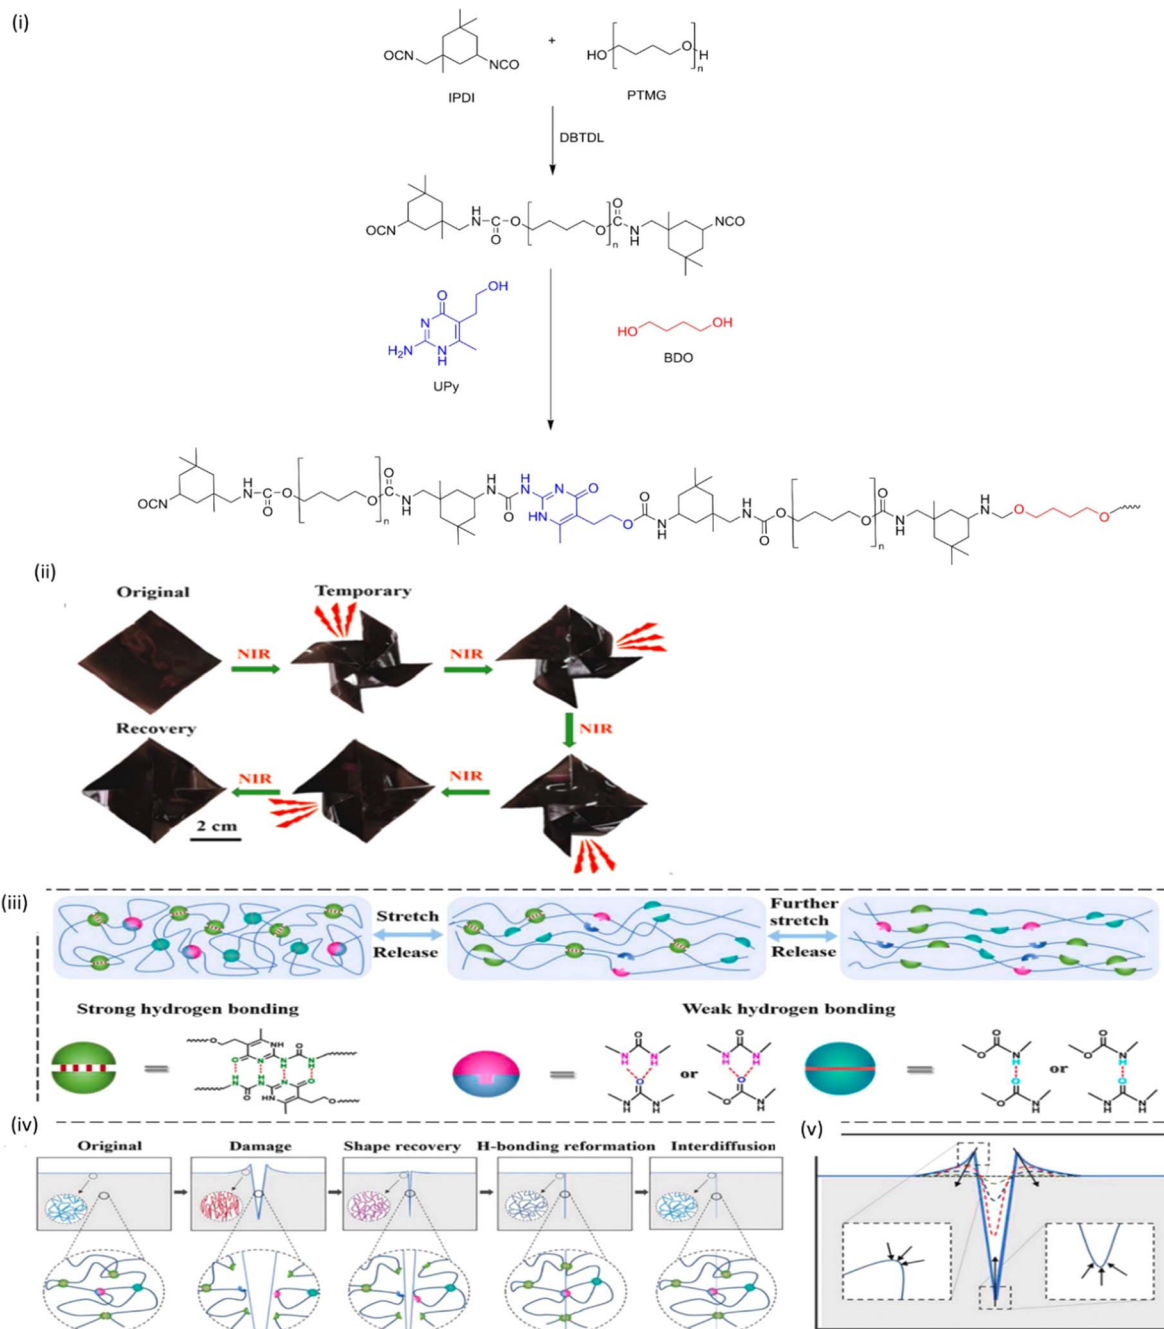 (i)
OCN
NCO
IPDI
+
HO
O
H
n
PTMG
DBTDL
OCN
H
N
C
O
O
O
n
O
C
N
H
NCO
O
OH
N
H2N
N
H
UPy
HO
OH
BDO
OCN
H
N
C
O
O
O
n
O
C
N
H
H
N
C
O
H
N
N
HN
O
O
O
C
N
H
H
N
C
O
O
O
n
O
C
N
H
H
N
O
O
(ii)
Original
Temporary
NIR
NIR
NIR
Recovery
NIR
NIR
2 cm
(iii)
Stretch
Release
Further
stretch
Release
Strong hydrogen bonding
Weak hydrogen bonding
or
or
(iv)
Original Damage Shape recovery H-bonding reformation Interdiffusion
(v)